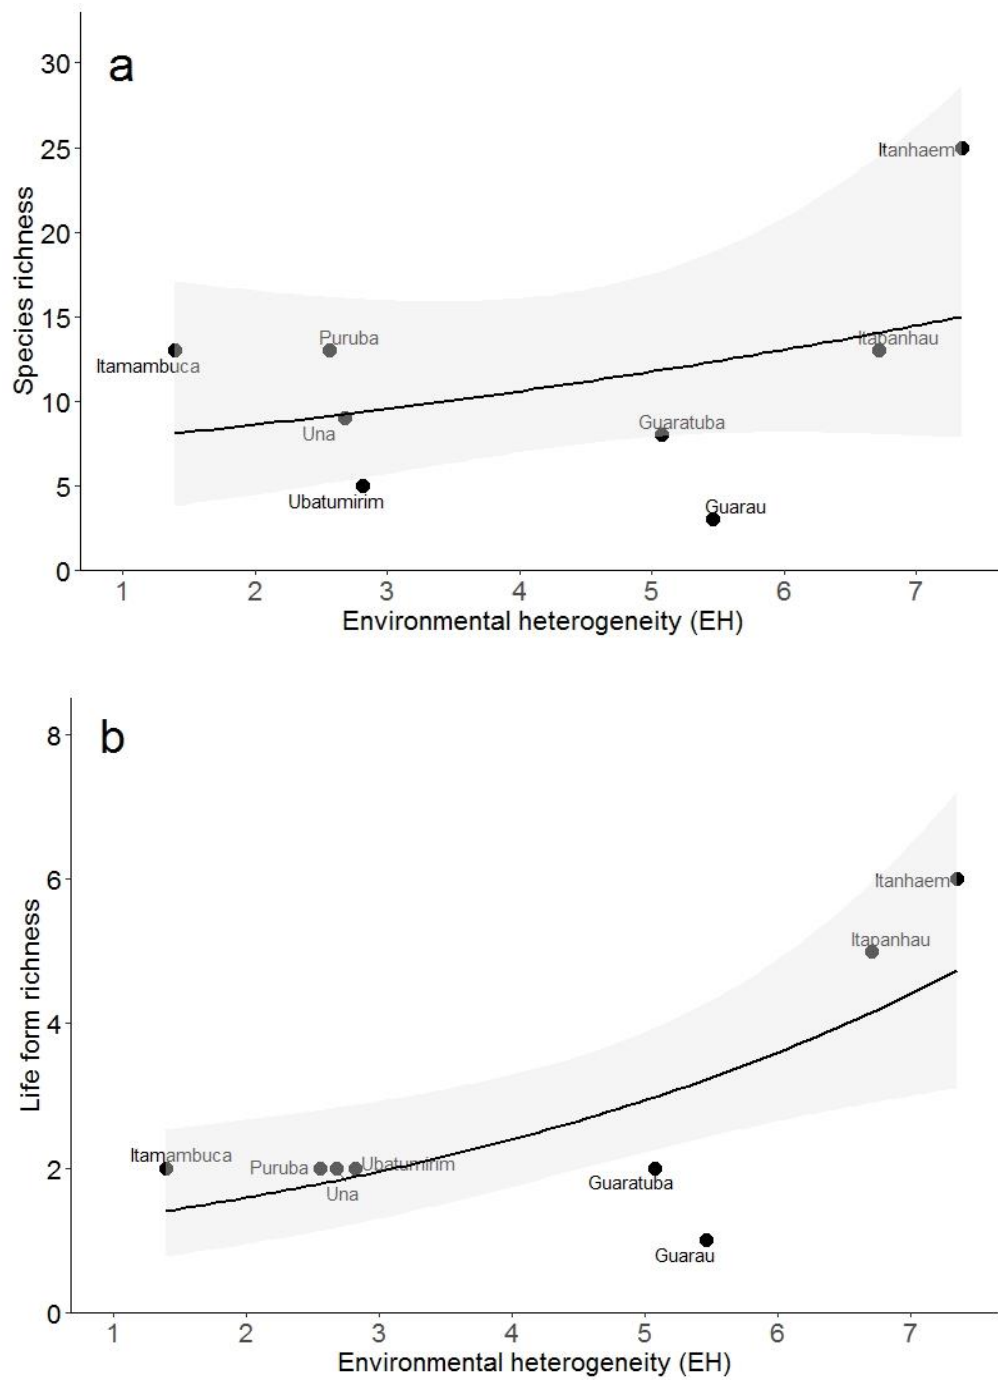 a
30
25
20
15
10
5
0
Species richness
Itanhaem
Puruba
Itapanhau
Itamambuca
Una
Guaratuba
Ubatumirim
Guarau
1 2 3 4 5 6 7
Environmental heterogeneity (EH)
b
8
6
4
2
0
Life form richness
Itanhaem
Itapanhau
Itamambuca
Puruba
Ubatumirim
Una
Guaratuba
Guarau
1 2 3 4 5 6 7
Environmental heterogeneity (EH)